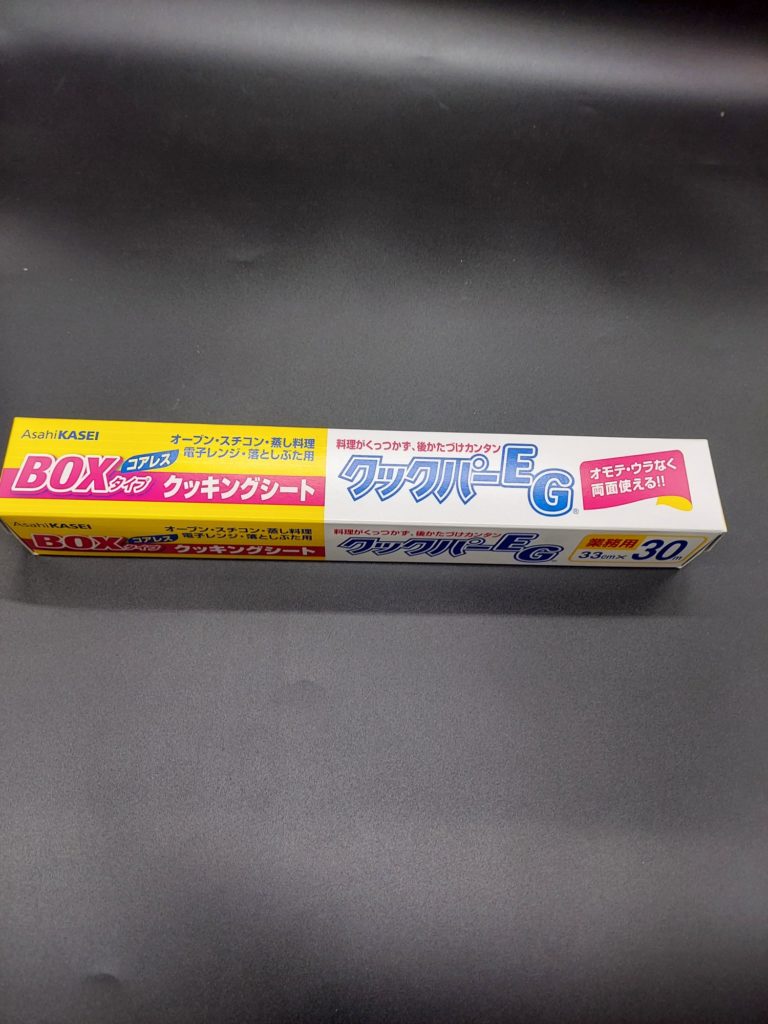 AsahiKASEI
オーブン・スチコン・蒸し料理
電子レンジ・落としぶた用
BOXタイプ
コアレス
クッキングシート
料理がくっつかず、後かたづけカンタン
クックパーEG®
オモテ・ウラなく
両面使える!!
AsahiKASEI
オーブン・スチコン・蒸し料理
電子レンジ・落としぶた用
BOXタイプ
コアレス
クッキングシート
料理がくっつかず、後かたづけカンタン
クックパーEG
業務用
33cm×30m